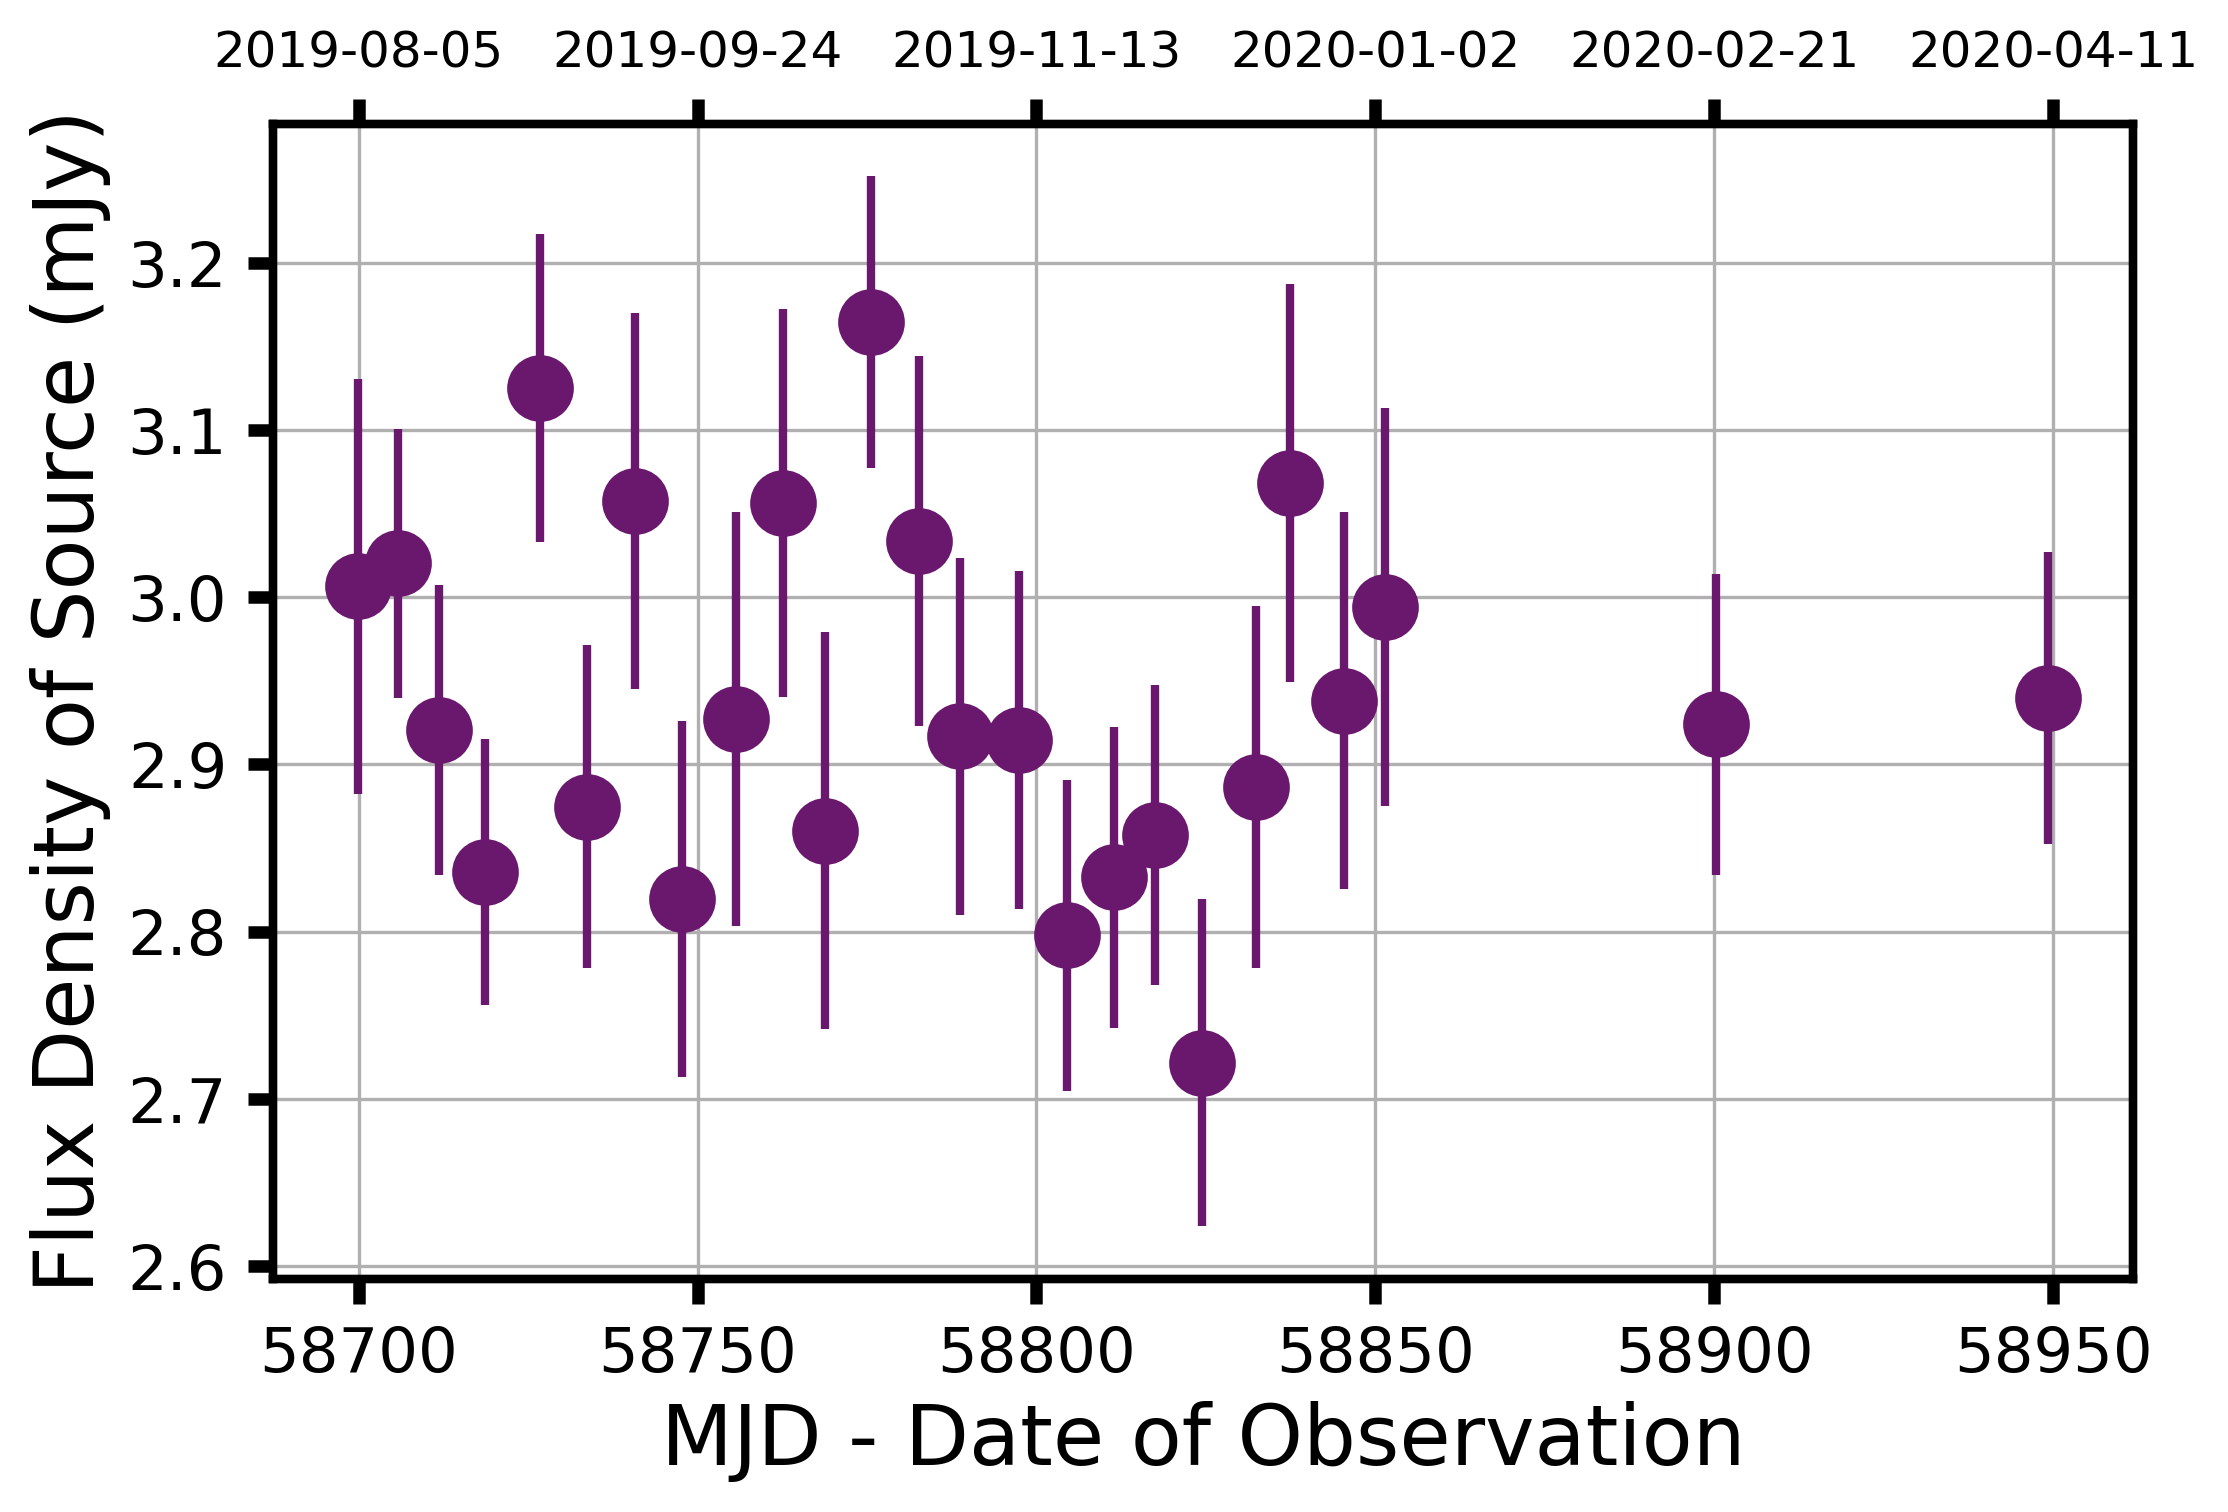 2019-08-05 2019-09-24 2019-11-13 2020-01-02 2020-02-21 2020-04-11
Flux Density of Source (mJy)
3.2
3.1
3.0
2.9
2.8
2.7
2.6
58700 58750 58800 58850 58900 58950
MJD - Date of Observation